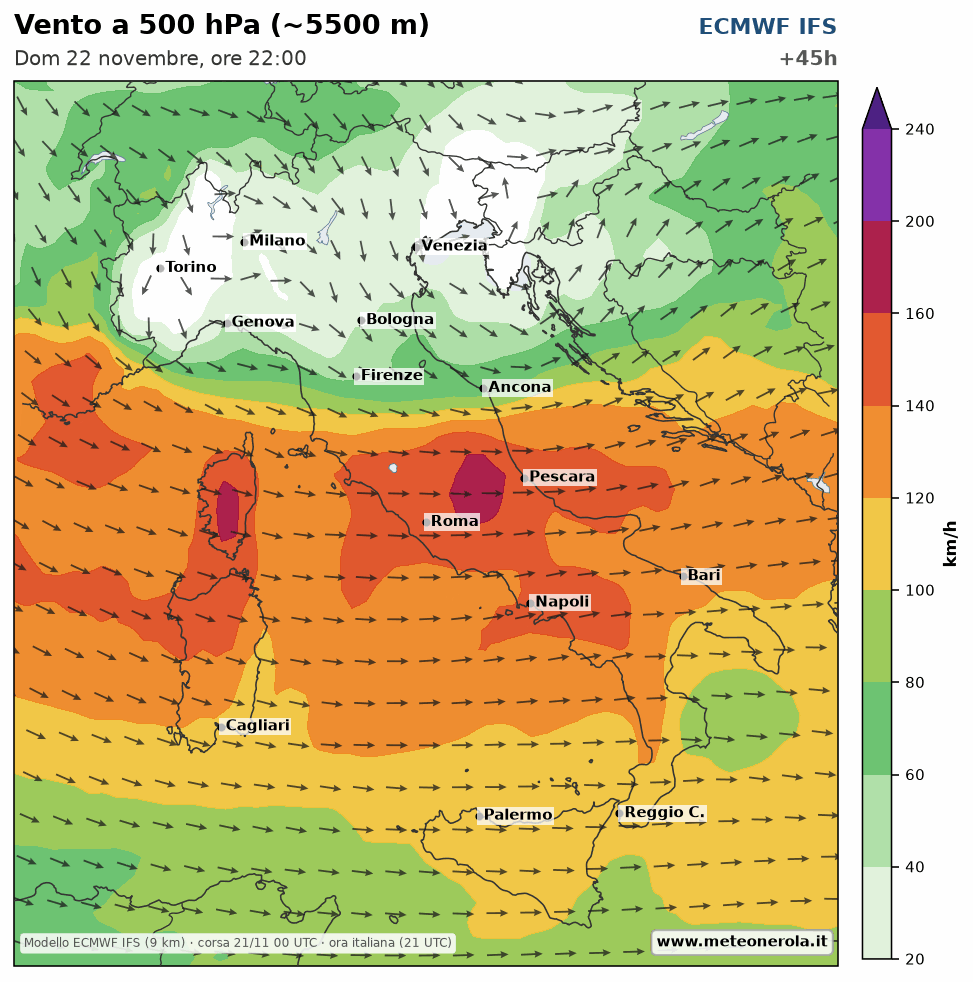 Vento a 500 hPa (~5500 m)
ECMWF IFS
Dom 22 novembre, ore 22:00
+45h
Milano
Venezia
Torino
Genova
Bologna
Firenze
Ancona
Pescara
Roma
Bari
Napoli
Cagliari
Palermo
Reggio C.
Modello ECMWF IFS (9 km) · corsa 21/11 00 UTC · ora italiana (21 UTC)
www.meteonerola.it
240
200
160
140
120
100
80
60
40
20
km/h